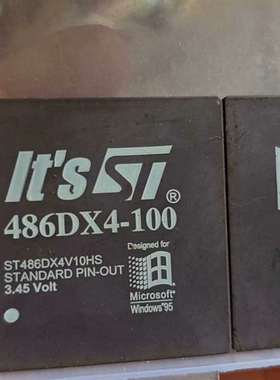 It's ST®
486DX4-100
ST486DX4V10HS
STANDARD PIN-OUT
3.45 Volt
Designed for
Microsoft®
Windows®95